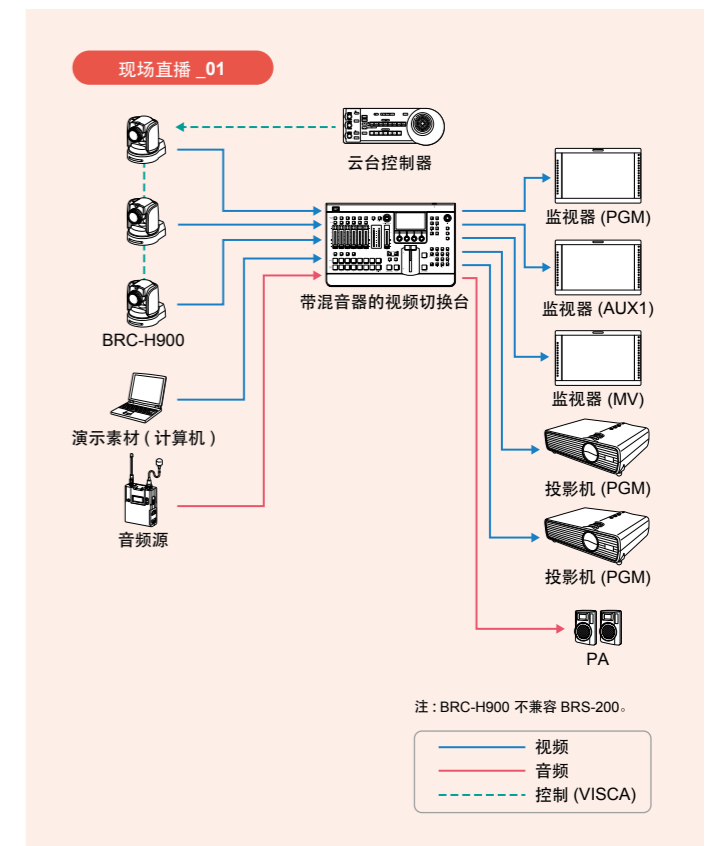 现场直播 _01
云台控制器
监视器 (PGM)
带混音器的视频切换台
监视器 (AUX1)
BRC-H900
监视器 (MV)
演示素材 ( 计算机 )
投影机 (PGM)
音频源
投影机 (PGM)
PA
注 : BRC-H900 不兼容 BRS-200。
视频
音频
控制 (VISCA)